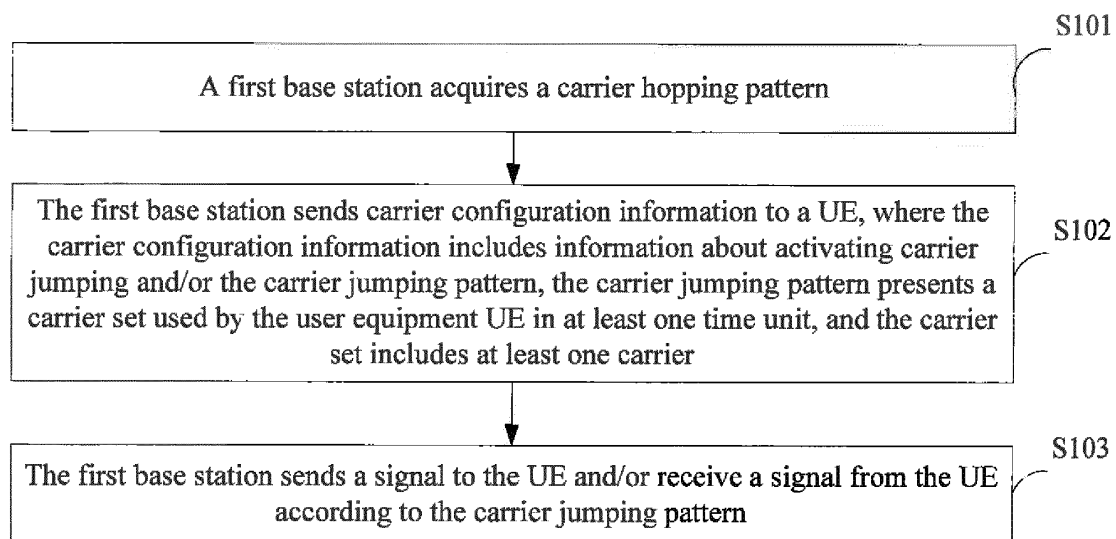 S101
A first base station acquires a carrier hopping pattern
The first base station sends carrier configuration information to a UE, where the
carrier configuration information includes information about activating carrier
jumping and/or the carrier jumping pattern, the carrier jumping pattern presents a
carrier set used by the user equipment UE in at least one time unit, and the carrier
set includes at least one carrier
S102
The first base station sends a signal to the UE and/or receive a signal from the UE
according to the carrier jumping pattern
S103